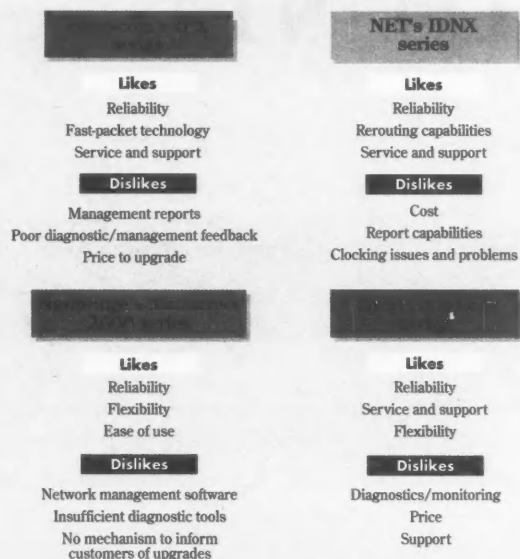 series
Likes
Reliability
Fast-packet technology
Service and support
Dislikes
Management reports
Poor diagnostic/management feedback
Price to upgrade
NET's IDNX
series
Likes
Reliability
Rerouting capabilities
Service and support
Dislikes
Cost
Report capabilities
Clocking issues and problems
series
Likes
Reliability
Flexibility
Ease of use
Dislikes
Network management software
Insufficient diagnostic tools
No mechanism to inform
customers of upgrades
Likes
Reliability
Service and support
Flexibility
Dislikes
Diagnostics/monitoring
Price
Support